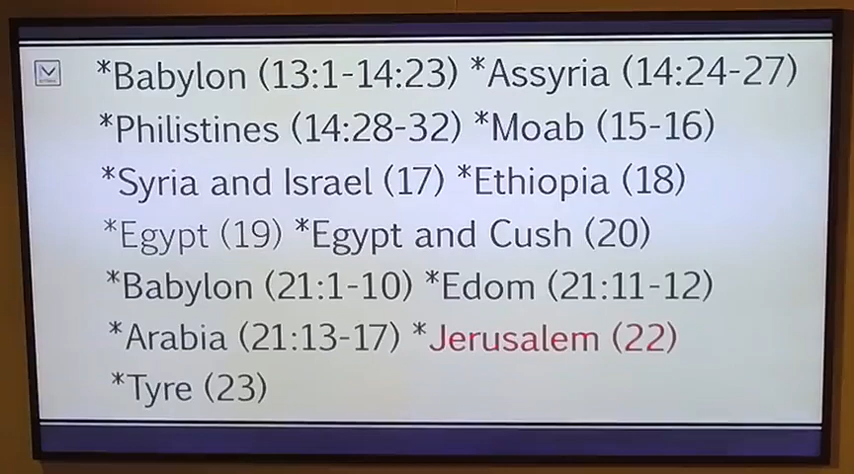 *Babylon (13:1-14:23) *Assyria (14:24-27)
*Philistines (14:28-32) *Moab (15-16)
*Syria and Israel (17) *Ethiopia (18)
*Egypt (19) *Egypt and Cush (20)
*Babylon (21:1-10) *Edom (21:11-12)
*Arabia (21:13-17) *Jerusalem (22)
*Tyre (23)